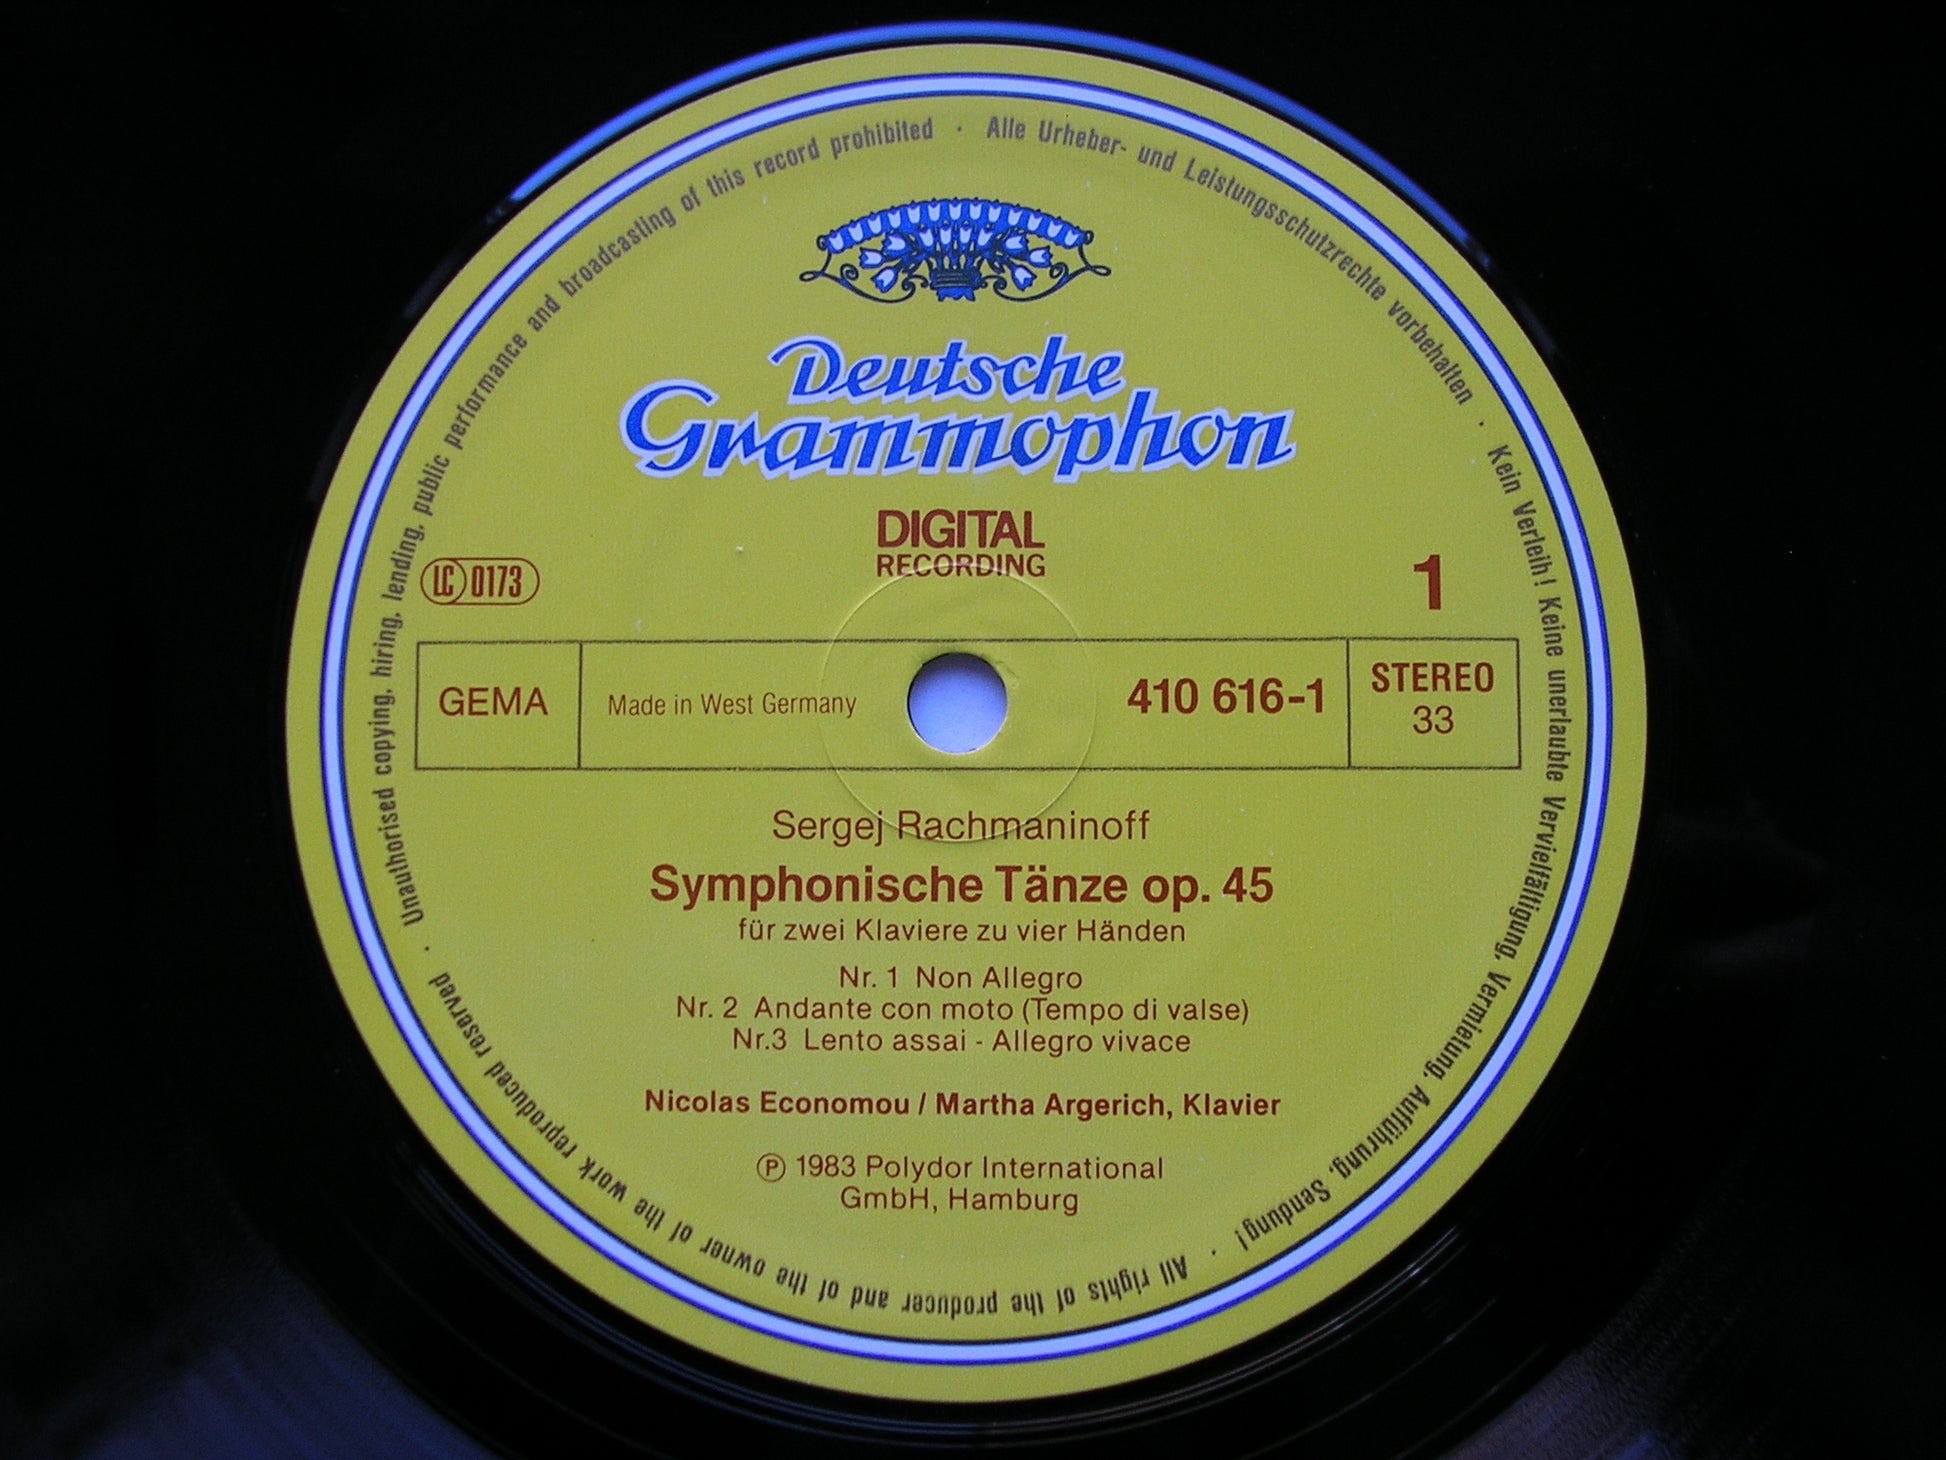 Unauthorised copying, hiring, lending, public performance and broadcasting of this record prohibited · Alle Urheber- und Leistungsschutzrechte vorbehalten · Kein Verleih! Keine unerlaubte Vervielfältigung, Vermietung, Aufführung, Sendung! · All rights of the producer and of the owner of the work reproduced reserved ·
Deutsche
Grammophon
DIGITAL
RECORDING
LC 0173
1
GEMA
Made in West Germany
410 616-1
STEREO
33
Sergej Rachmaninoff
Symphonische Tänze op. 45
für zwei Klaviere zu vier Händen
Nr. 1 Non Allegro
Nr. 2 Andante con moto (Tempo di valse)
Nr.3 Lento assai - Allegro vivace
Nicolas Economou / Martha Argerich, Klavier
℗ 1983 Polydor International
GmbH, Hamburg